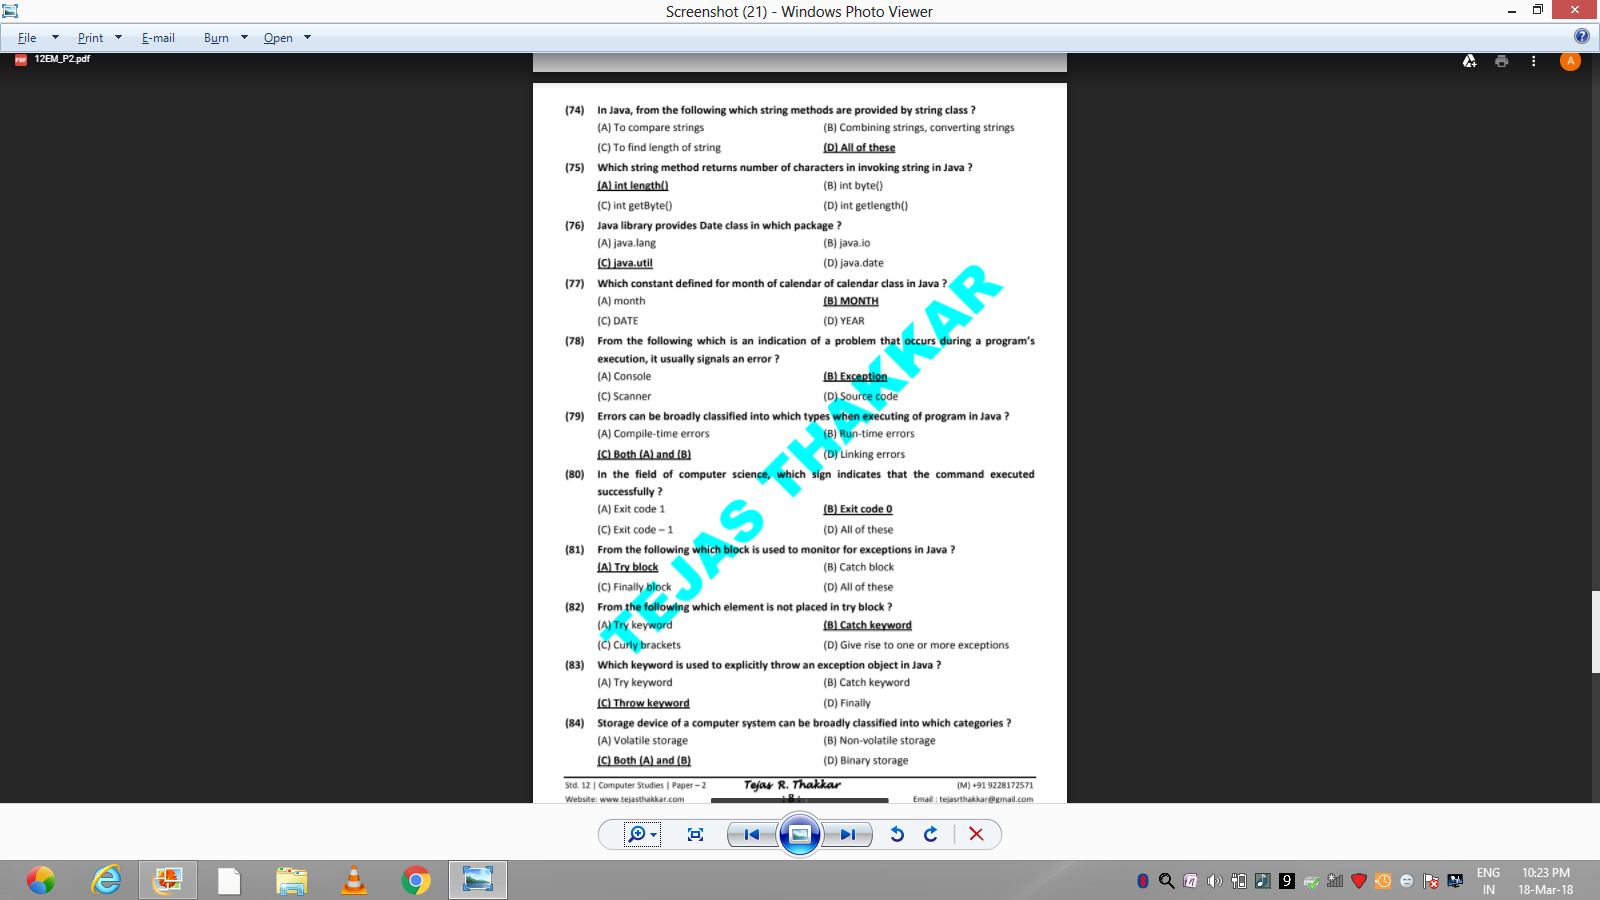 Screenshot (21) - Windows Photo Viewer
File Print E-mail Burn Open
PDF 12EM_P2.pdf
A
(74) In Java, from the following which string methods are provided by string class ?
(A) To compare strings (B) Combining strings, converting strings
(C) To find length of string (D) All of these
(75) Which string method returns number of characters in invoking string in Java ?
(A) int length() (B) int byte()
(C) int getByte() (D) int getlength()
(76) Java library provides Date class in which package ?
(A) java.lang (B) java.io
(C) java.util (D) java.date
(77) Which constant defined for month of calendar of calendar class in Java ?
(A) month (B) MONTH
(C) DATE (D) YEAR
(78) From the following which is an indication of a problem that occurs during a program's
execution, it usually signals an error ?
(A) Console (B) Exception
(C) Scanner (D) Source code
(79) Errors can be broadly classified into which types when executing of program in Java ?
(A) Compile-time errors (B) Run-time errors
(C) Both (A) and (B) (D) Linking errors
(80) In the field of computer science, which sign indicates that the command executed
successfully ?
(A) Exit code 1 (B) Exit code 0
(C) Exit code – 1 (D) All of these
(81) From the following which block is used to monitor for exceptions in Java ?
(A) Try block (B) Catch block
(C) Finally block (D) All of these
(82) From the following which element is not placed in try block ?
(A) Try keyword (B) Catch keyword
(C) Curly brackets (D) Give rise to one or more exceptions
(83) Which keyword is used to explicitly throw an exception object in Java ?
(A) Try keyword (B) Catch keyword
(C) Throw keyword (D) Finally
(84) Storage device of a computer system can be broadly classified into which categories ?
(A) Volatile storage (B) Non-volatile storage
(C) Both (A) and (B) (D) Binary storage
TEJAS THAKKAR
Std. 12 | Computer Studies | Paper – 2 Tejas R. Thakkar (M) +91 9228172571
Website: www.tejasthakkar.com : 8 : Email : tejasrthakkar@gmail.com
9 ENG 10:23 PM
IN 18-Mar-18